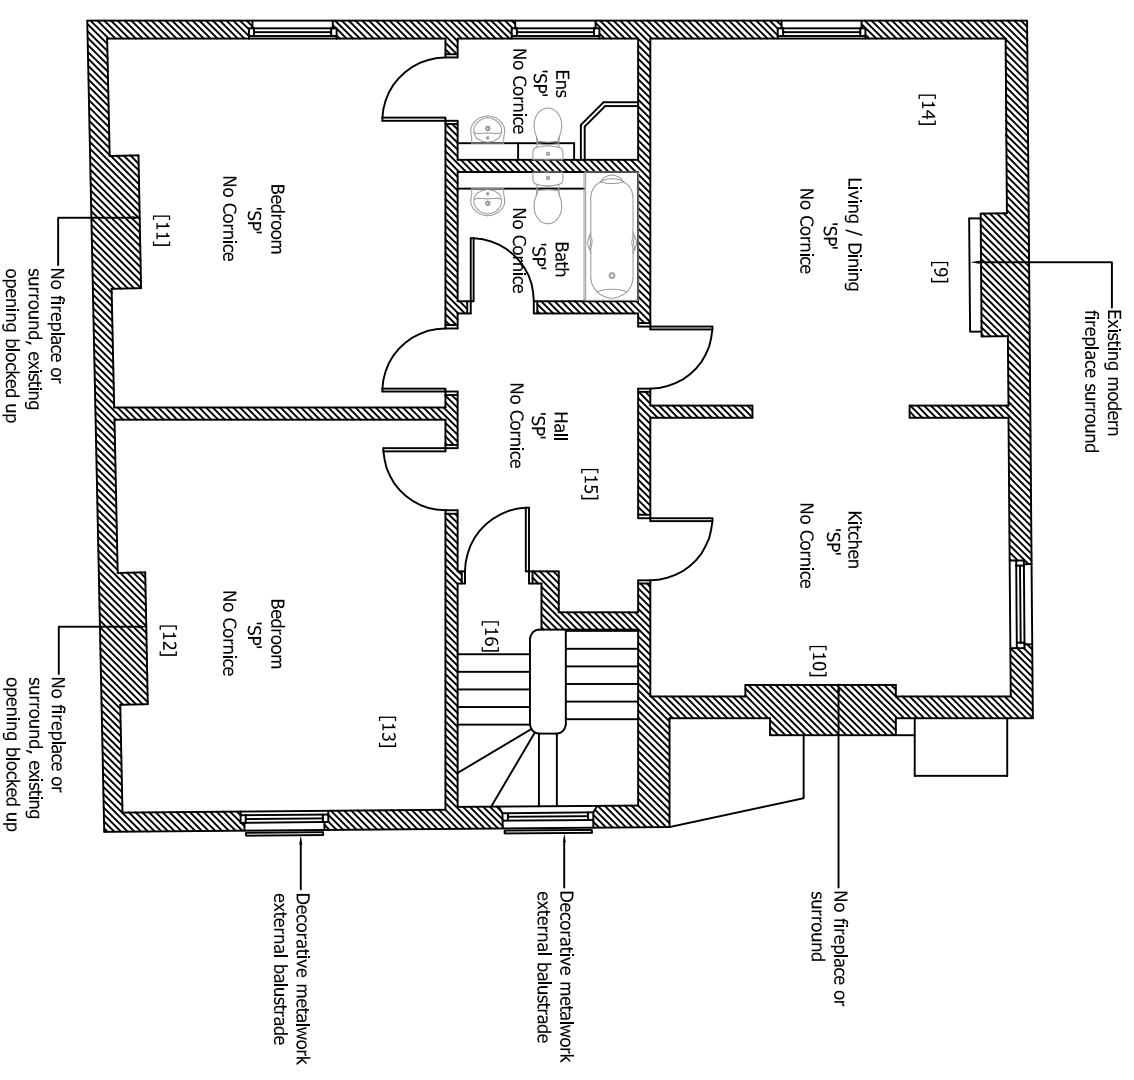 Existing modern
fireplace surround
[14]
[9]
Living / Dining
'SP'
No Cornice
Kitchen
'SP'
No Cornice
[10]
No fireplace or
surround
Ens
'SP'
No Cornice
Bath
'SP'
No Cornice
Hall
'SP'
No Cornice
[15]
[16]
Decorative metalwork
external balustrade
Bedroom
'SP'
No Cornice
[11]
No fireplace or
surround, existing
opening blocked up
Bedroom
'SP'
No Cornice
[13]
[12]
No fireplace or
surround, existing
opening blocked up
Decorative metalwork
external balustrade